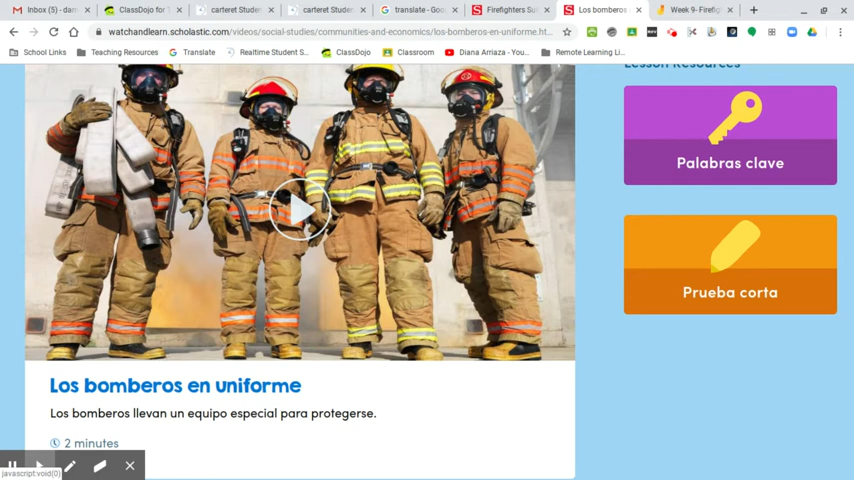 Inbox (3) - dam
ClassDojo for T
carteret Studen
carteret Studen
translate - Goo
Firefighters Sui
Los bomberos
Week 9- Firefig
watchandlearn.scholastic.com/videos/social-studies/communities-and-economics/los-bomberos-en-uniforme.ht...
School Links
Teaching Resources
Translate
Realtime Student S...
ClassDojo
Classroom
Diana Arriaza - You...
Remote Learning Li...
Lesson Resources
Palabras clave
Prueba corta
Los bomberos en uniforme
Los bomberos llevan un equipo especial para protegerse.
2 minutes
javascript:void(0)